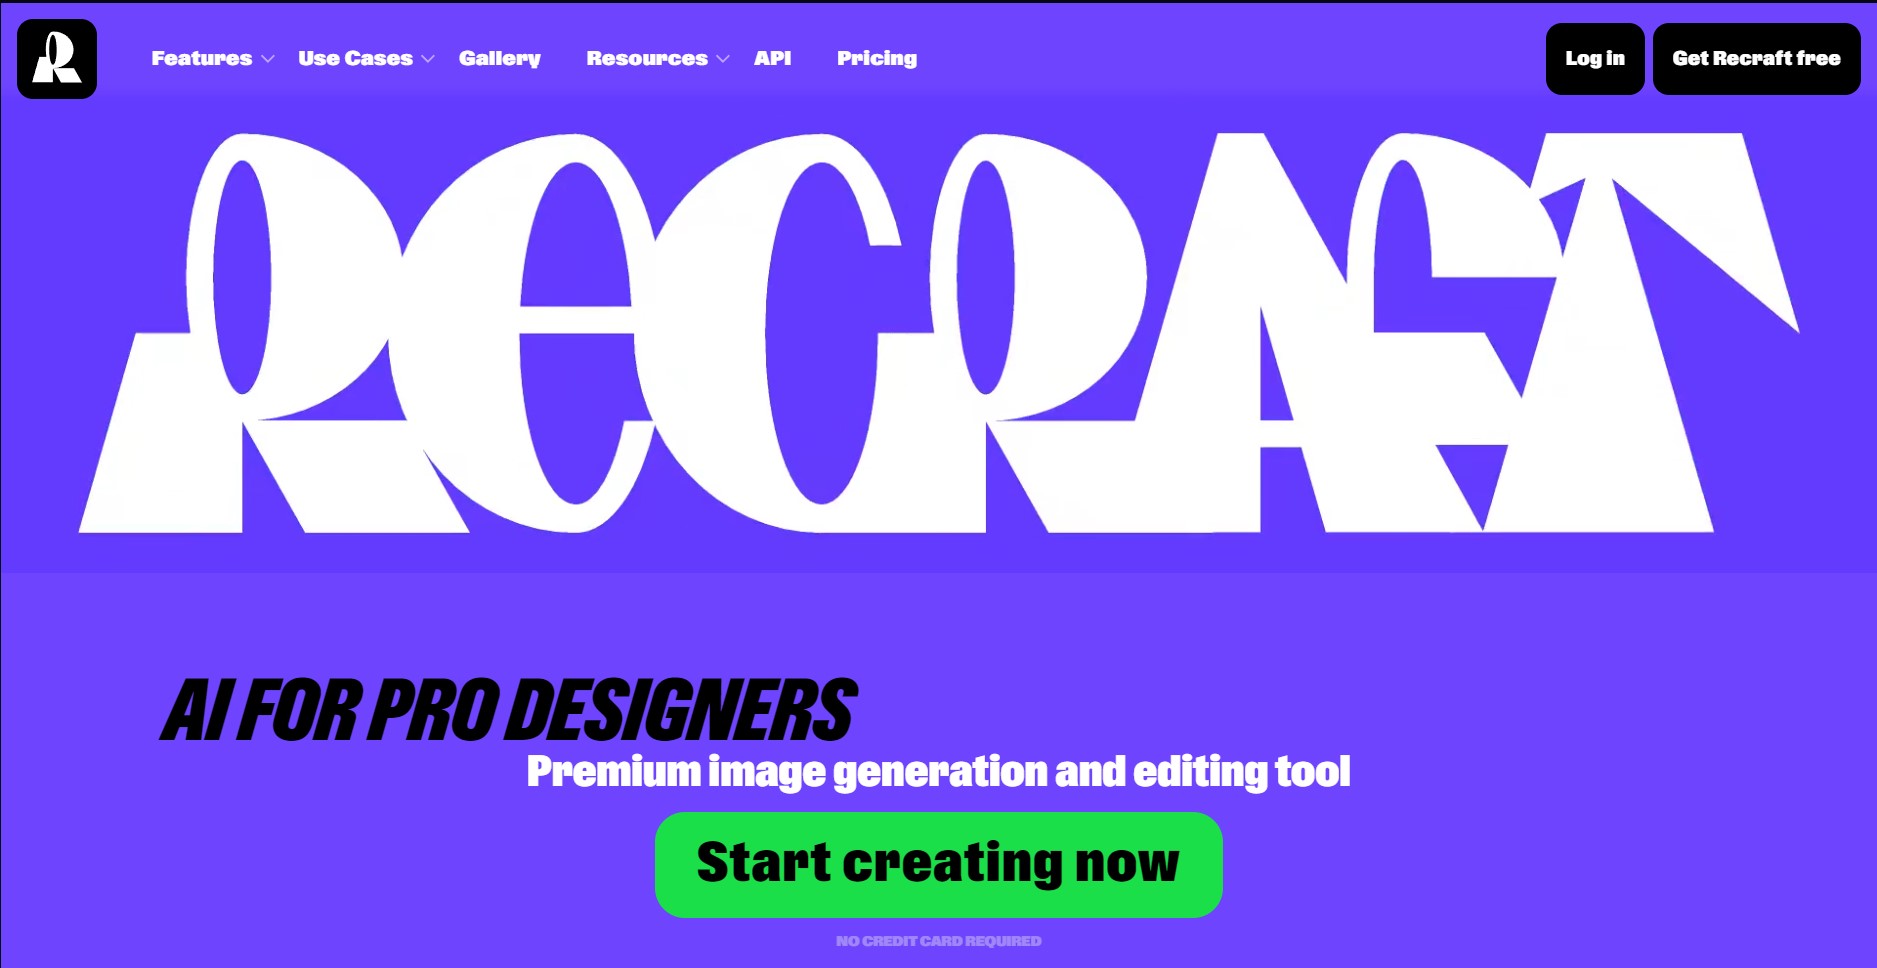 R
Features
Use Cases
Gallery
Resources
API
Pricing
Log in
Get Recraft free
RECRAFT
AI FOR PRO DESIGNERS
Premium image generation and editing tool
Start creating now
NO CREDIT CARD REQUIRED